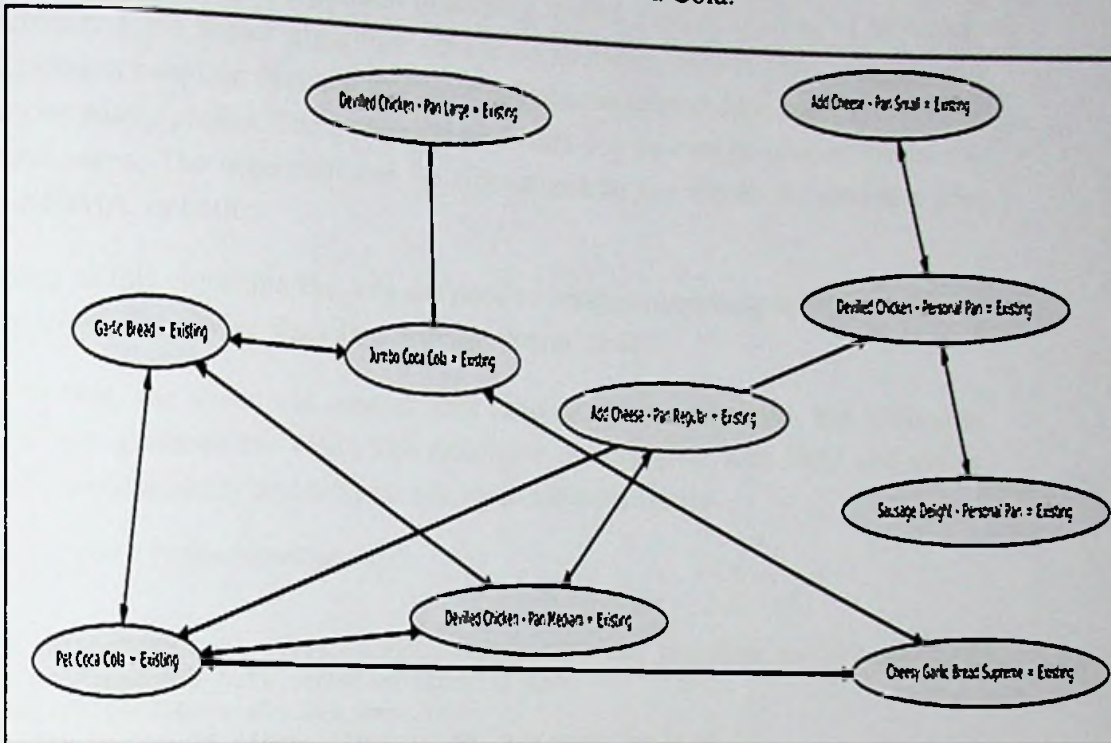 Cola.
Devilled Chicken - Pan Large = Existing
Add Cheese - Pan Small = Existing
Devilled Chicken - Personal Pan = Existing
Garlic Bread = Existing
Jumbo Coca Cola = Existing
Add Cheese - Pan Regular = Existing
Sausage Delight - Personal Pan = Existing
Devilled Chicken - Pan Medium = Existing
Pet Coca Cola = Existing
Cheesy Garlic Bread Supreme = Existing